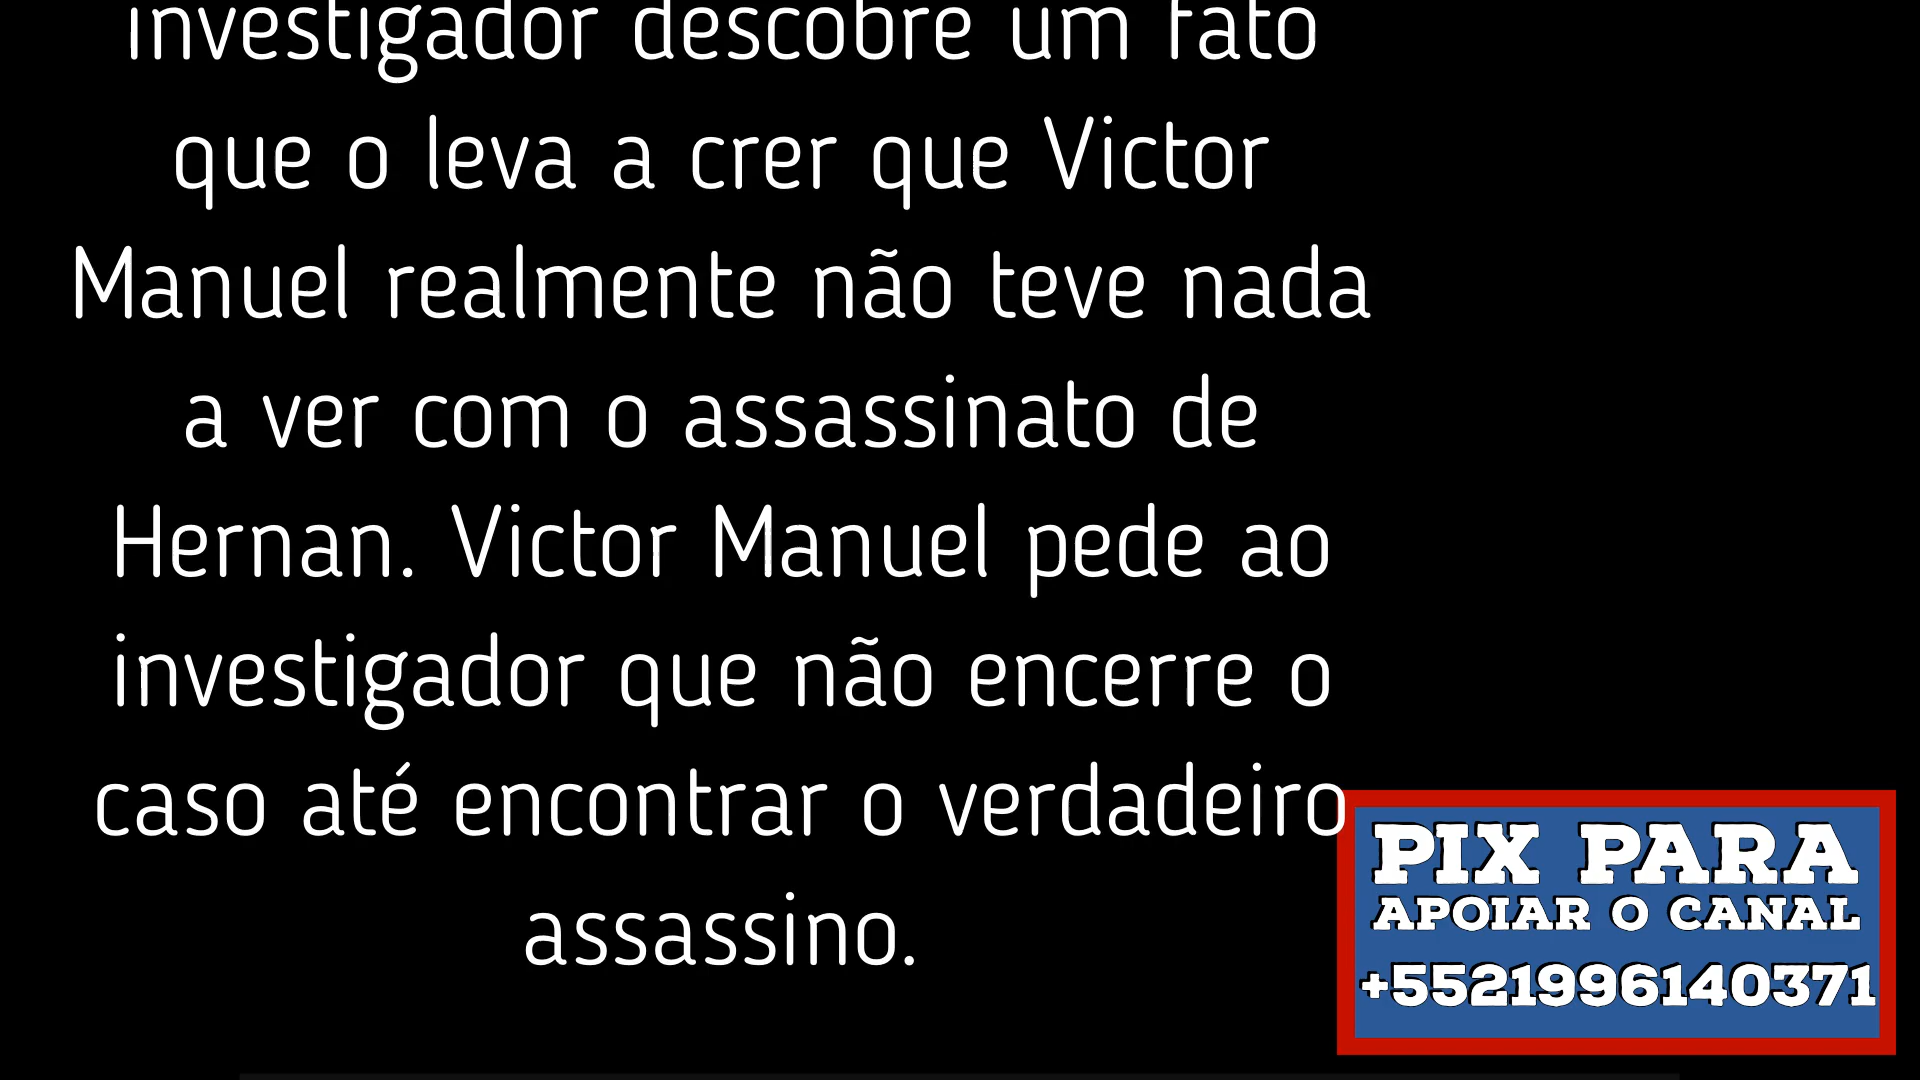 investigador descobre um fato
que o leva a crer que Victor
Manuel realmente não teve nada
a ver com o assassinato de
Hernan. Victor Manuel pede ao
investigador que não encerre o
caso até encontrar o verdadeiro
assassino.
PIX PARA
APOIAR O CANAL
+5521996140371